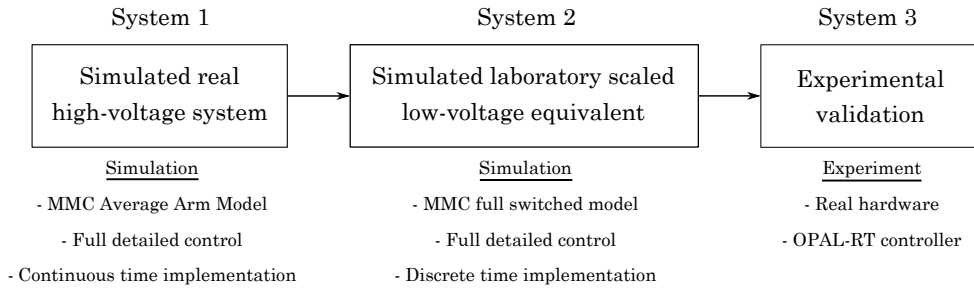 System 1
System 2
System 3
Simulated real
high-voltage system
Simulated laboratory scaled
low-voltage equivalent
Experimental
validation
Simulation
- MMC Average Arm Model
- Full detailed control
- Continuous time implementation
Simulation
- MMC full switched model
- Full detailed control
- Discrete time implementation
Experiment
- Real hardware
- OPAL-RT controller